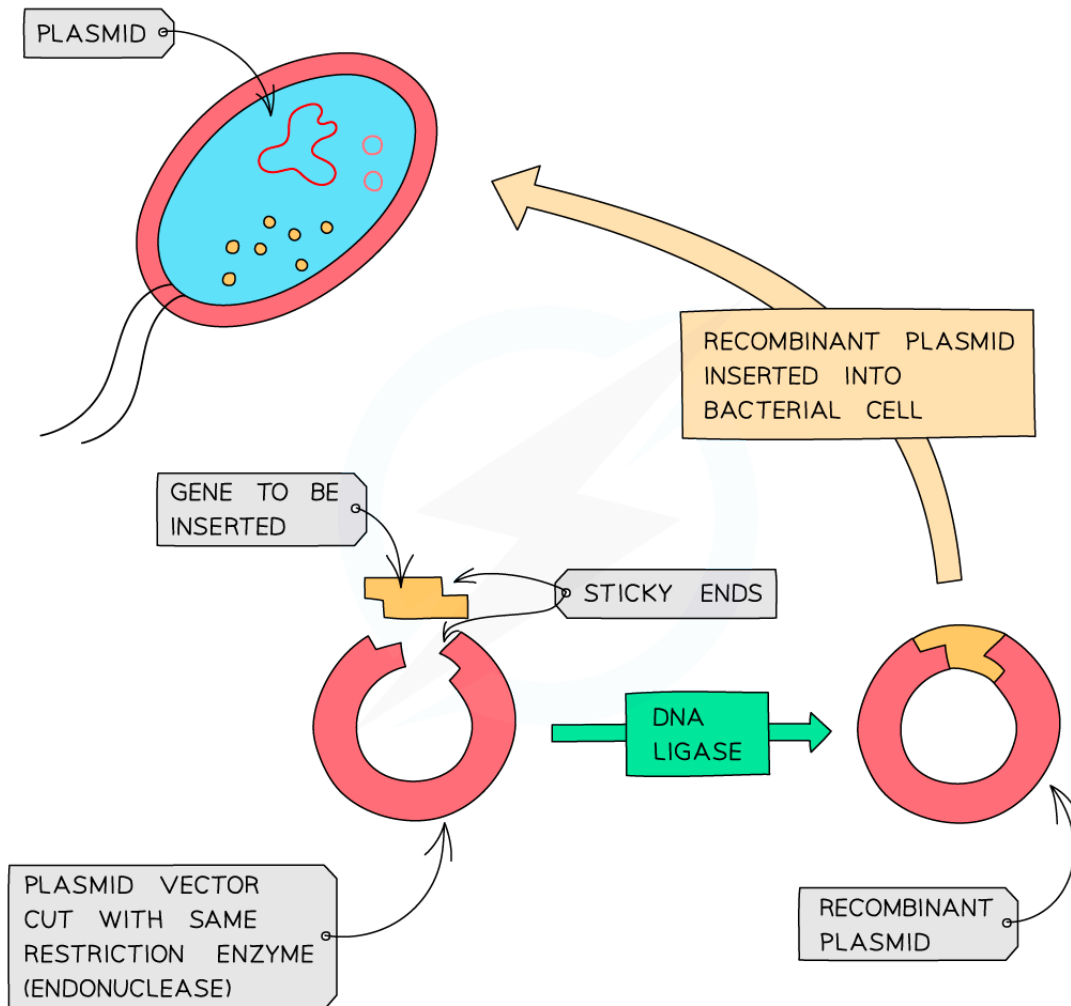 PLASMID
RECOMBINANT PLASMID
INSERTED INTO
BACTERIAL CELL
GENE TO BE
INSERTED
STICKY ENDS
DNA
LIGASE
PLASMID VECTOR
CUT WITH SAME
RESTRICTION ENZYME
(ENDONUCLEASE)
RECOMBINANT
PLASMID